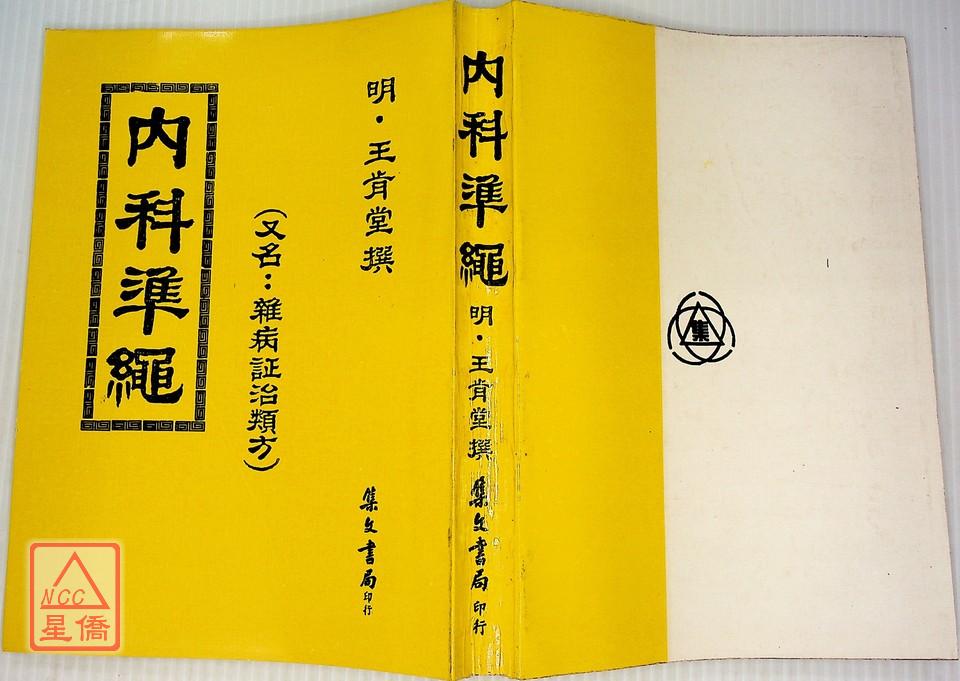 內科準繩
(又名：雜病証治類方)
明·王肯堂撰
集文書局印行
內科準繩
明·王肯堂撰
集文書局印行
集
NCC
星僑